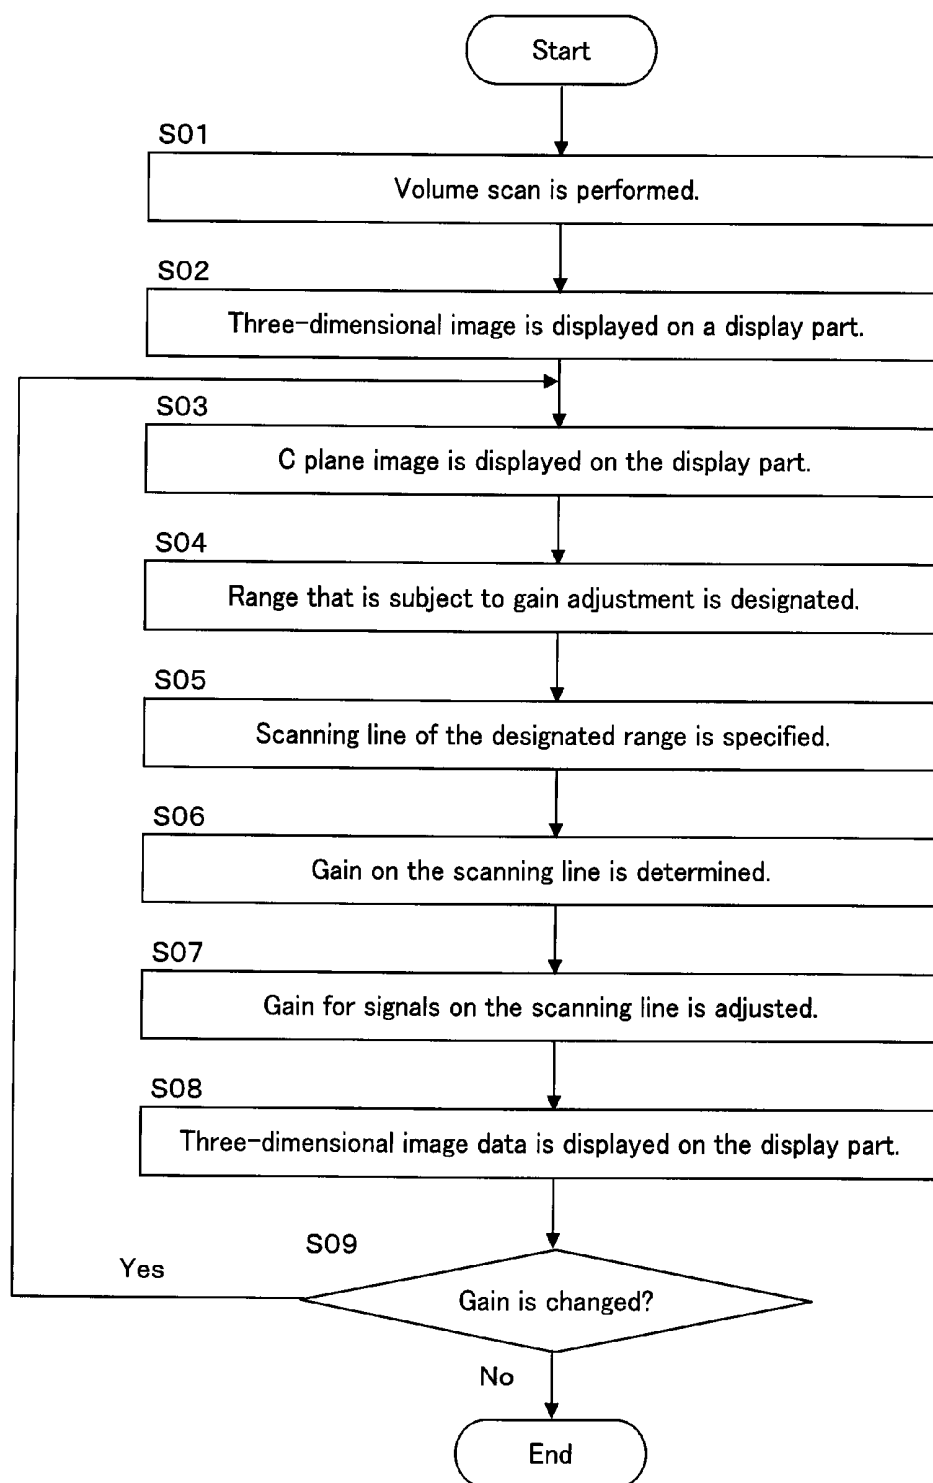 Start
S01
Volume scan is performed.
S02
Three-dimensional image is displayed on a display part.
S03
C plane image is displayed on the display part.
S04
Range that is subject to gain adjustment is designated.
S05
Scanning line of the designated range is specified.
S06
Gain on the scanning line is determined.
S07
Gain for signals on the scanning line is adjusted.
S08
Three-dimensional image data is displayed on the display part.
S09
Yes
Gain is changed?
No
End